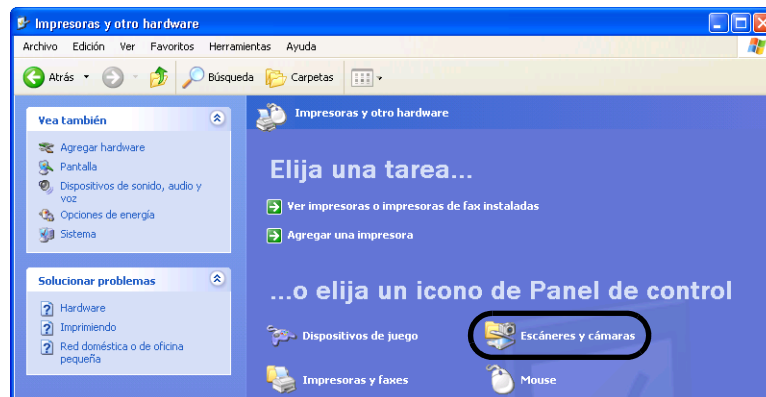 Impresoras y otro hardware
Archivo Edición Ver Favoritos Herramientas Ayuda
Atrás Búsqueda Carpetas
Vea también
Agregar hardware
Pantalla
Dispositivos de sonido, audio y
voz
Opciones de energía
Sistema
Solucionar problemas
Hardware
Imprimiendo
Red doméstica o de oficina
pequeña
Impresoras y otro hardware
Elija una tarea...
Ver impresoras o impresoras de fax instaladas
Agregar una impresora
...o elija un icono de Panel de control
Dispositivos de juego
Escáneres y cámaras
Impresoras y faxes
Mouse